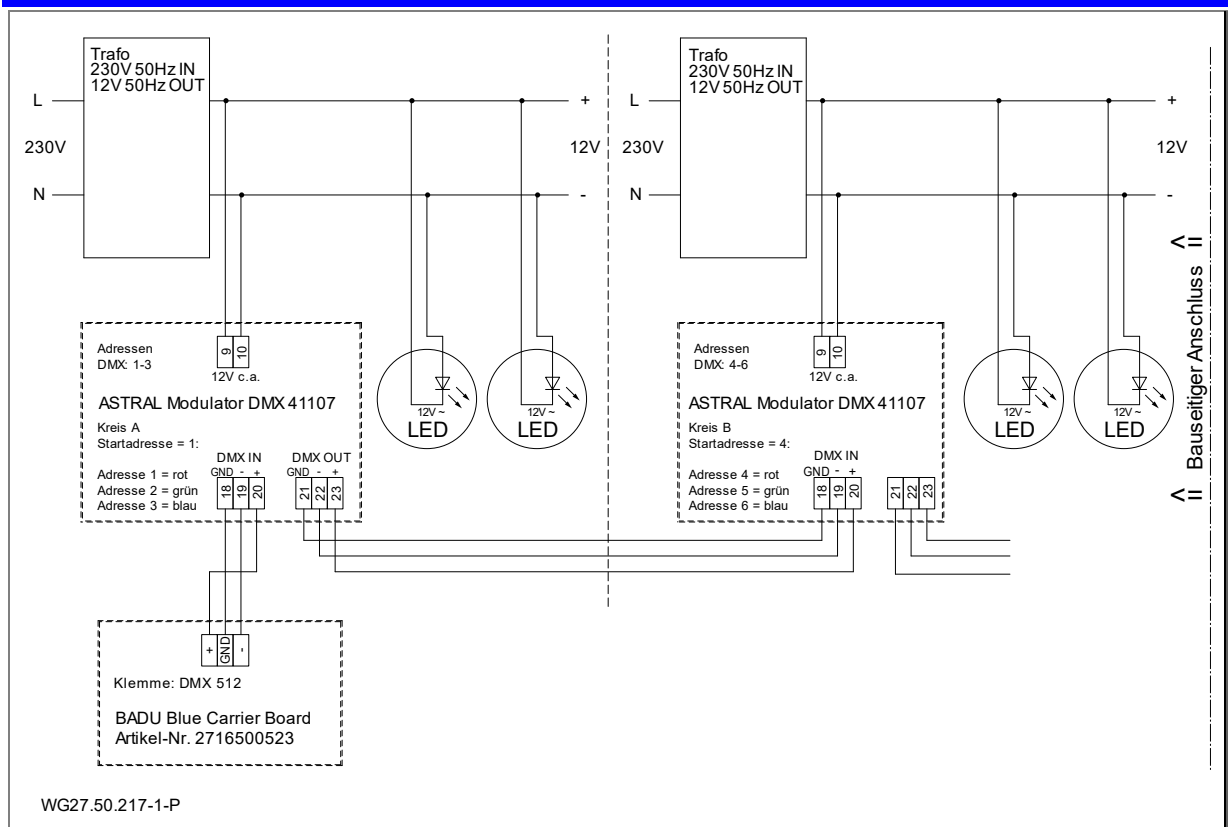 Trafo
230V 50Hz IN
12V 50Hz OUT
L
230V
N
+
12V
-
Adressen
DMX: 1-3
9 10
12V c.a.
ASTRAL Modulator DMX 41107
Kreis A
Startadresse = 1:
Adresse 1 = rot
Adresse 2 = grün
Adresse 3 = blau
DMX IN
GND - +
18 19 20
DMX OUT
GND - +
21 22 23
12V ~
LED
12V ~
LED
+ GND -
Klemme: DMX 512
BADU Blue Carrier Board
Artikel-Nr. 2716500523
Trafo
230V 50Hz IN
12V 50Hz OUT
L
230V
N
+
12V
-
Adressen
DMX: 4-6
9 10
12V c.a.
ASTRAL Modulator DMX 41107
Kreis B
Startadresse = 4:
Adresse 4 = rot
Adresse 5 = grün
Adresse 6 = blau
DMX IN
GND - +
18 19 20
21 22 23
12V ~
LED
12V ~
LED
<= Bauseitiger Anschluss <=
WG27.50.217-1-P